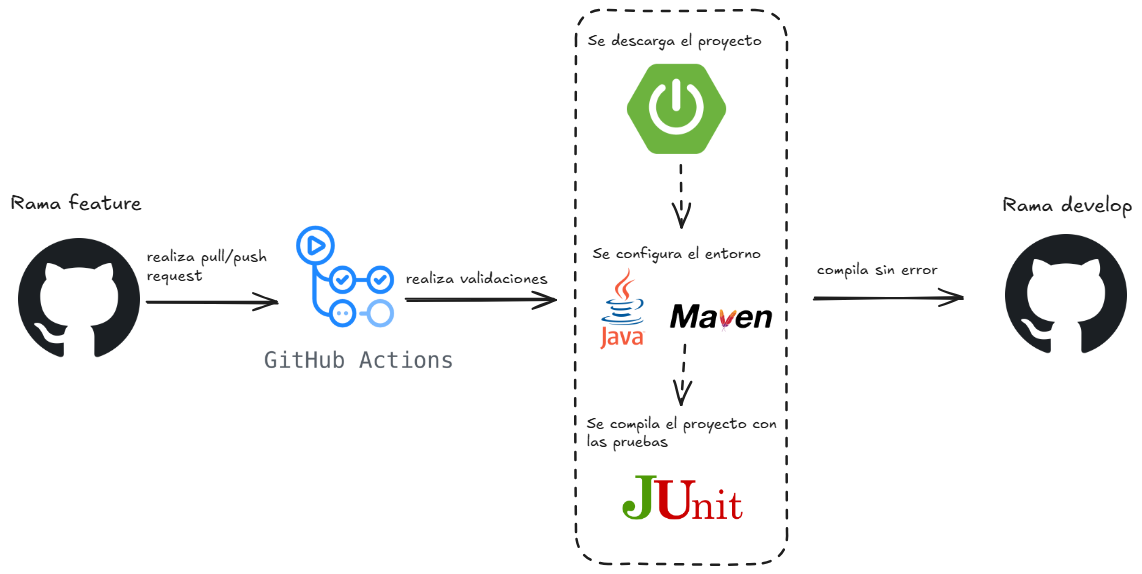 Rama feature
realiza pull/push
request
GitHub Actions
realiza validaciones
Se descarga el proyecto
Se configura el entorno
Java
Maven
Se compila el proyecto con
las pruebas
JUnit
compila sin error
Rama develop